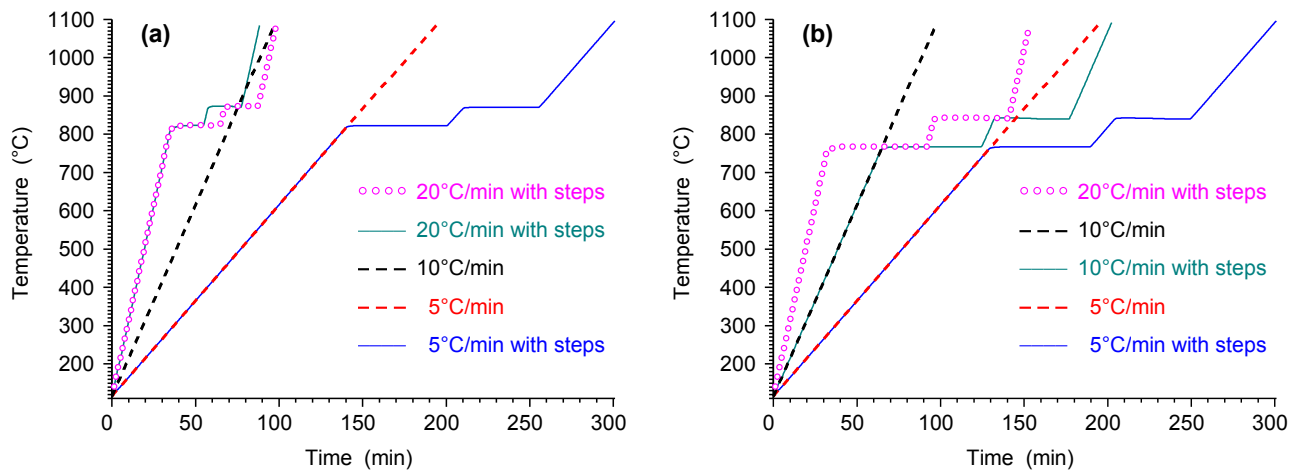 1100
(a)
1000
900
800
700
600
500
400
300
200
Temperature (°C)
20°C/min with steps
20°C/min with steps
10°C/min
5°C/min
5°C/min with steps
0 50 100 150 200 250 300
Time (min)
1100
(b)
1000
900
800
700
600
500
400
300
200
Temperature (°C)
20°C/min with steps
10°C/min
10°C/min with steps
5°C/min
5°C/min with steps
0 50 100 150 200 250 300
Time (min)